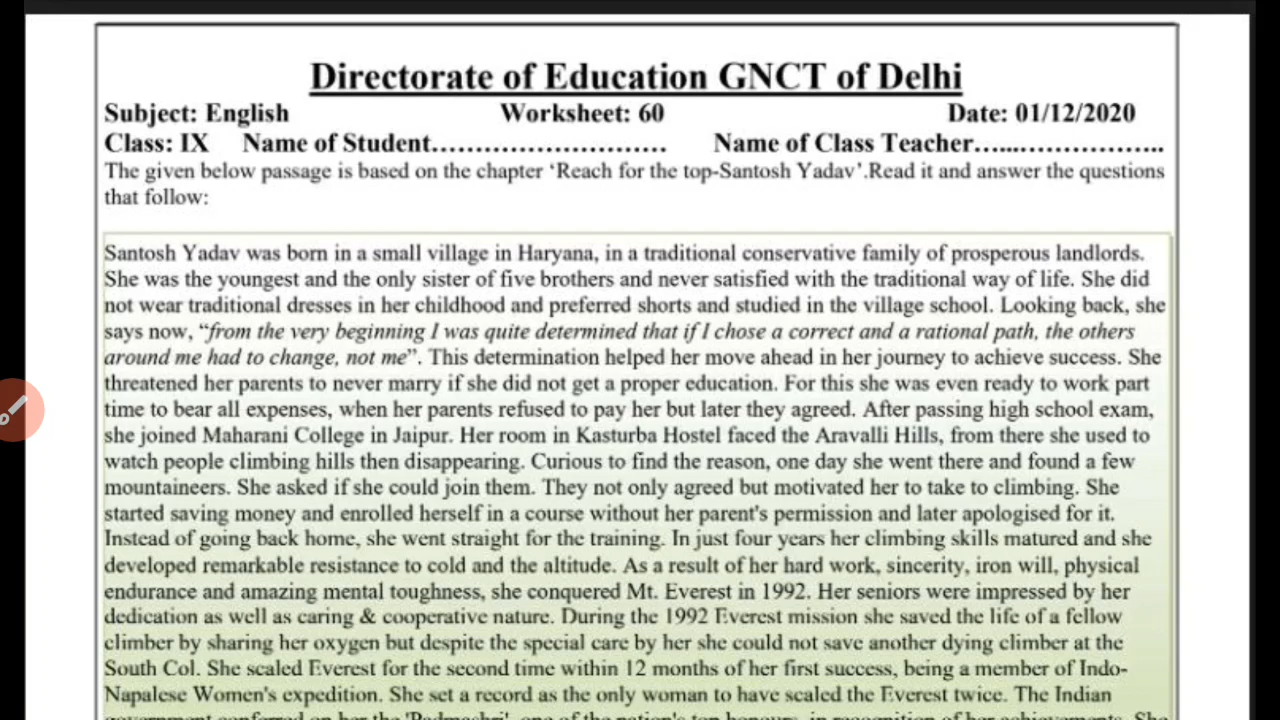 Directorate of Education GNCT of Delhi
Subject: English Worksheet: 60 Date: 01/12/2020
Class: IX Name of Student……………………… Name of Class Teacher…...……………..
The given below passage is based on the chapter ‘Reach for the top-Santosh Yadav’.Read it and answer the questions
that follow:
Santosh Yadav was born in a small village in Haryana, in a traditional conservative family of prosperous landlords.
She was the youngest and the only sister of five brothers and never satisfied with the traditional way of life. She did
not wear traditional dresses in her childhood and preferred shorts and studied in the village school. Looking back, she
says now, “from the very beginning I was quite determined that if I chose a correct and a rational path, the others
around me had to change, not me”. This determination helped her move ahead in her journey to achieve success. She
threatened her parents to never marry if she did not get a proper education. For this she was even ready to work part
time to bear all expenses, when her parents refused to pay her but later they agreed. After passing high school exam,
she joined Maharani College in Jaipur. Her room in Kasturba Hostel faced the Aravalli Hills, from there she used to
watch people climbing hills then disappearing. Curious to find the reason, one day she went there and found a few
mountaineers. She asked if she could join them. They not only agreed but motivated her to take to climbing. She
started saving money and enrolled herself in a course without her parent's permission and later apologised for it.
Instead of going back home, she went straight for the training. In just four years her climbing skills matured and she
developed remarkable resistance to cold and the altitude. As a result of her hard work, sincerity, iron will, physical
endurance and amazing mental toughness, she conquered Mt. Everest in 1992. Her seniors were impressed by her
dedication as well as caring & cooperative nature. During the 1992 Everest mission she saved the life of a fellow
climber by sharing her oxygen but despite the special care by her she could not save another dying climber at the
South Col. She scaled Everest for the second time within 12 months of her first success, being a member of Indo-
Napalese Women's expedition. She set a record as the only woman to have scaled the Everest twice. The Indian
government conferred on her the 'Padmashri', one of the nation's top honours, in recognition of her achievements. She